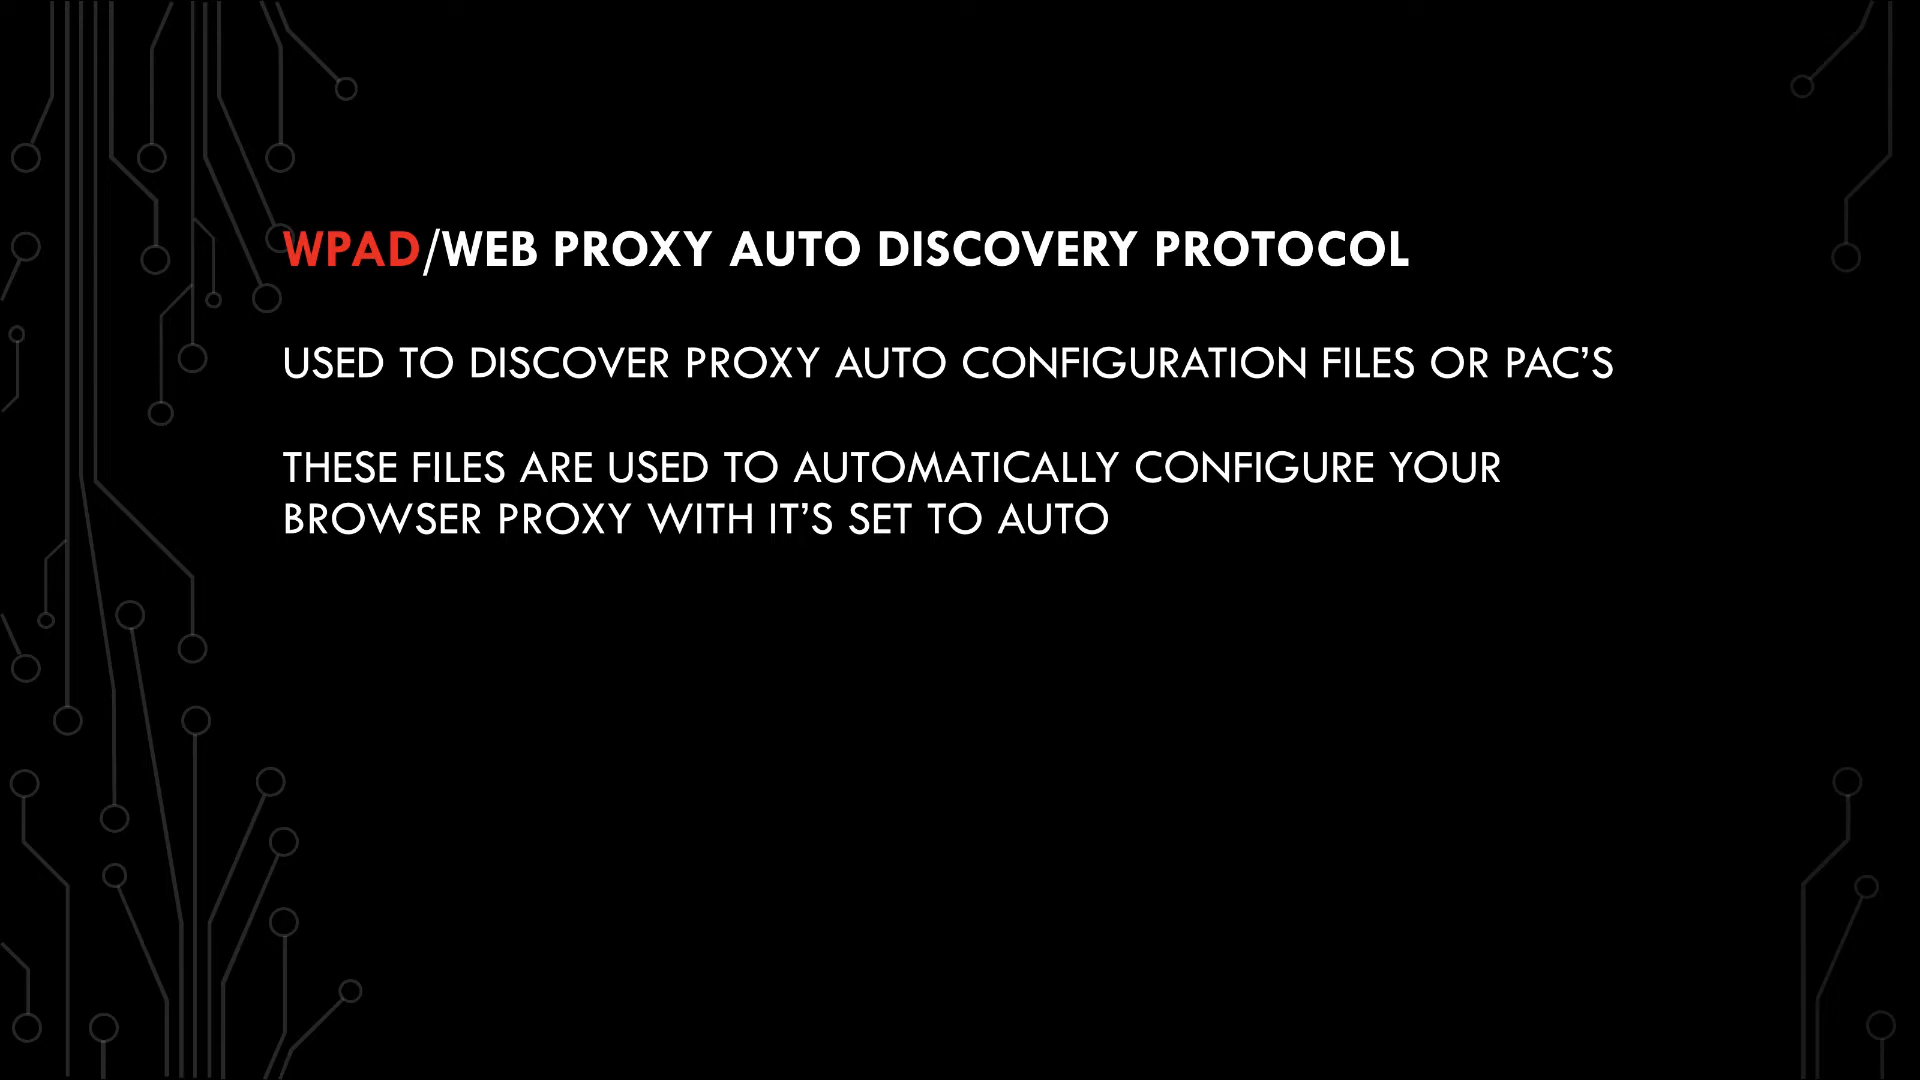 WPAD/WEB PROXY AUTO DISCOVERY PROTOCOL
USED TO DISCOVER PROXY AUTO CONFIGURATION FILES OR PAC’S
THESE FILES ARE USED TO AUTOMATICALLY CONFIGURE YOUR
BROWSER PROXY WITH IT’S SET TO AUTO